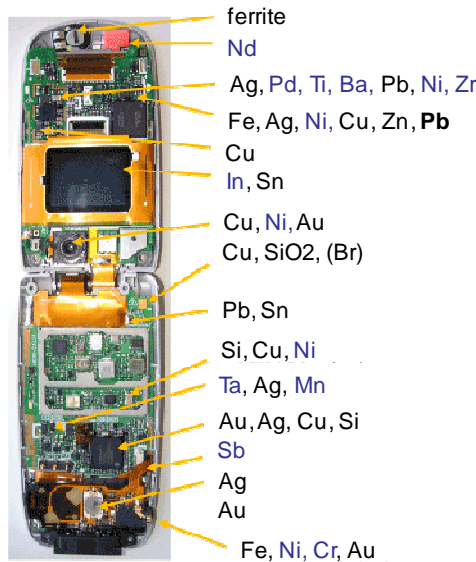 ferrite
Nd
Ag, Pd, Ti, Ba, Pb, Ni, Zr
Fe, Ag, Ni, Cu, Zn, Pb
Cu
In, Sn
Cu, Ni, Au
Cu, SiO2, (Br)
Pb, Sn
Si, Cu, Ni
Ta, Ag, Mn
Au, Ag, Cu, Si
Sb
Ag
Au
Fe, Ni, Cr, Au